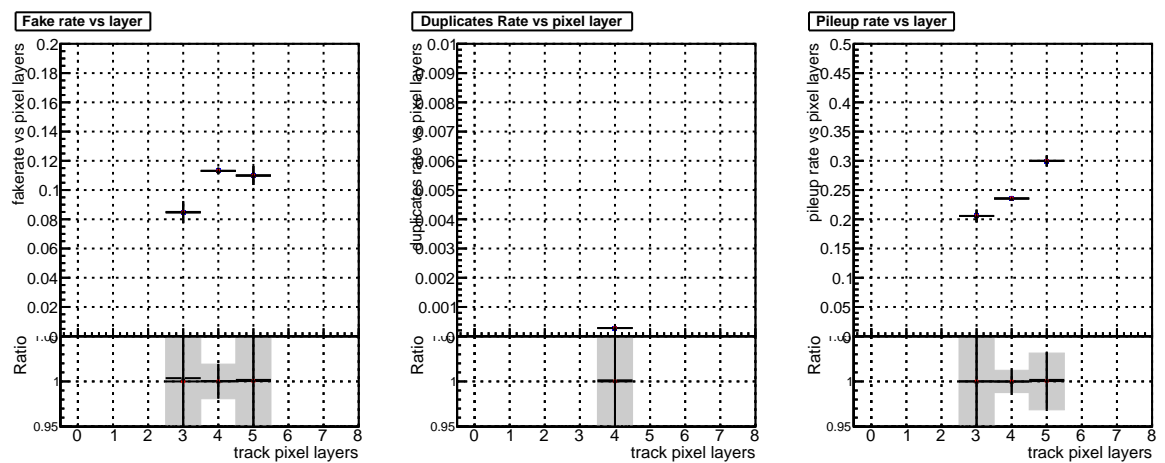 Fake rate vs layer
fakerate vs pixel layers
0.2
0.18
0.16
0.14
0.12
0.1
0.08
0.06
0.04
0.02
0
Ratio
1
0.95
0 1 2 3 4 5 6 7 8
track pixel layers
Duplicates Rate vs pixel layer
duplicates rate vs pixel layers
0.01
0.009
0.008
0.007
0.006
0.005
0.004
0.003
0.002
0.001
0
Ratio
1
0.95
0 1 2 3 4 5 6 7 8
track pixel layers
Pileup rate vs layer
pileup rate vs pixel layers
0.5
0.45
0.4
0.35
0.3
0.25
0.2
0.15
0.1
0.05
0
Ratio
1
0.95
0 1 2 3 4 5 6 7 8
track pixel layers